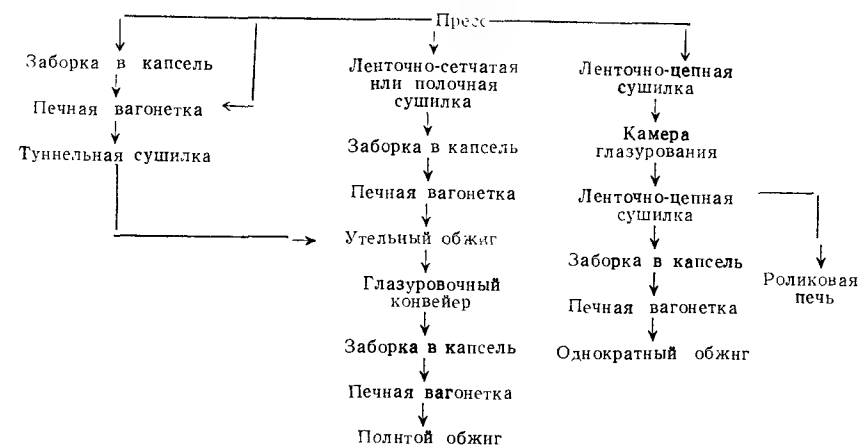 Пресс
Заборка в капсель
Печная вагонетка
Туннельная сушилка
Ленточно-сетчатая
нли полочная
сушилка
Заборка в капсель
Печная вагонетка
Утельный обжиг
Глазуровочный
конвейер
Заборка в капсель
Печная вагонетка
Полнтой обжиг
Ленточно-цепная
сушилка
Камера
глазурования
Ленточно-цепная
сушилка
Заборка в капсель
Печная вагонетка
Однократный обжнг
Роликовая
печь